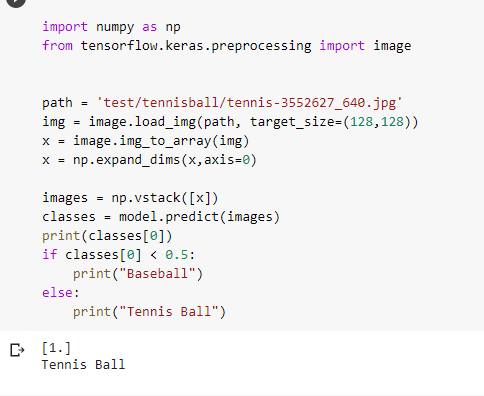 import numpy as np
from tensorflow.keras.preprocessing import image
path = 'test/tennisball/tennis-3552627_640.jpg'
img = image.load_img(path, target_size=(128,128))
x = image.img_to_array(img)
x = np.expand_dims(x,axis=0)
images = np.vstack([x])
classes = model.predict(images)
print(classes[0])
if classes[0] < 0.5:
    print("Baseball")
else:
    print("Tennis Ball")
[1.]
Tennis Ball